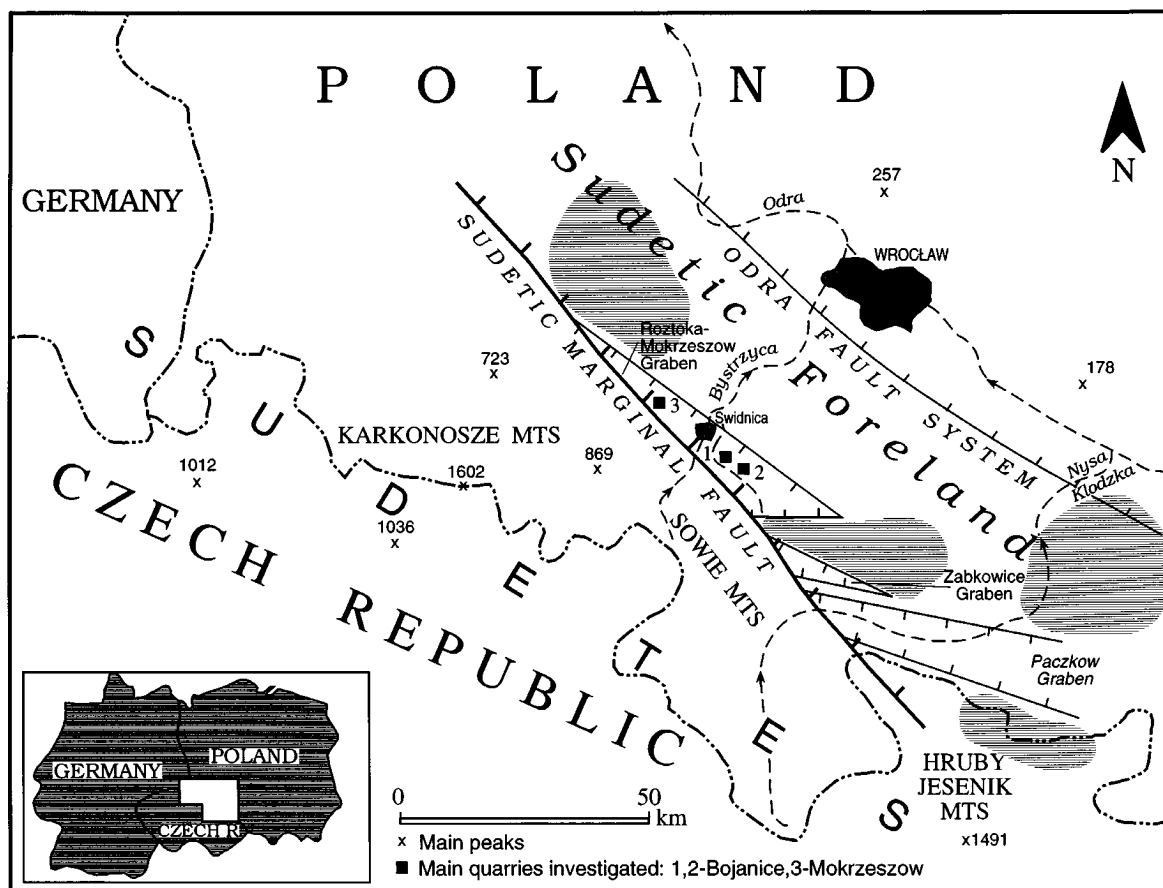 POLAND
GERMANY
Sudetic
Foreland
257
x
Odra
WROCŁAW
N
SUDETIC MARGINAL FAULT
ODRA FAULT SYSTEM
Roztoka-
Mokrzeszow
Graben
Bystrzyca
723
x
3
Swidnica
1
2
178
x
SUDETES
KARKONOSZE MTS
869
x
1012
x
1602
x
1036
x
Nysa
Klodzka
CZECH REPUBLIC
SOWIE MTS
Zabkowice
Graben
Paczkow
Graben
HRUBY
JESENIK
MTS
x1491
GERMANY
POLAND
CZECH R
0 50
km
x Main peaks
■ Main quarries investigated: 1,2-Bojanice,3-Mokrzeszow